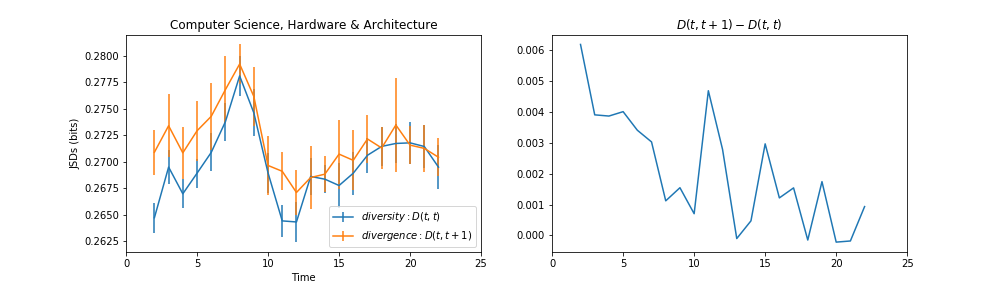 Computer Science, Hardware & Architecture
JSDs (bits)
0.2800
0.2775
0.2750
0.2725
0.2700
0.2675
0.2650
0.2625
0 5 10 15 20 25
Time
diversity: D(t, t)
divergence: D(t, t + 1)
D(t, t + 1) − D(t, t)
0.006
0.005
0.004
0.003
0.002
0.001
0.000
0 5 10 15 20 25